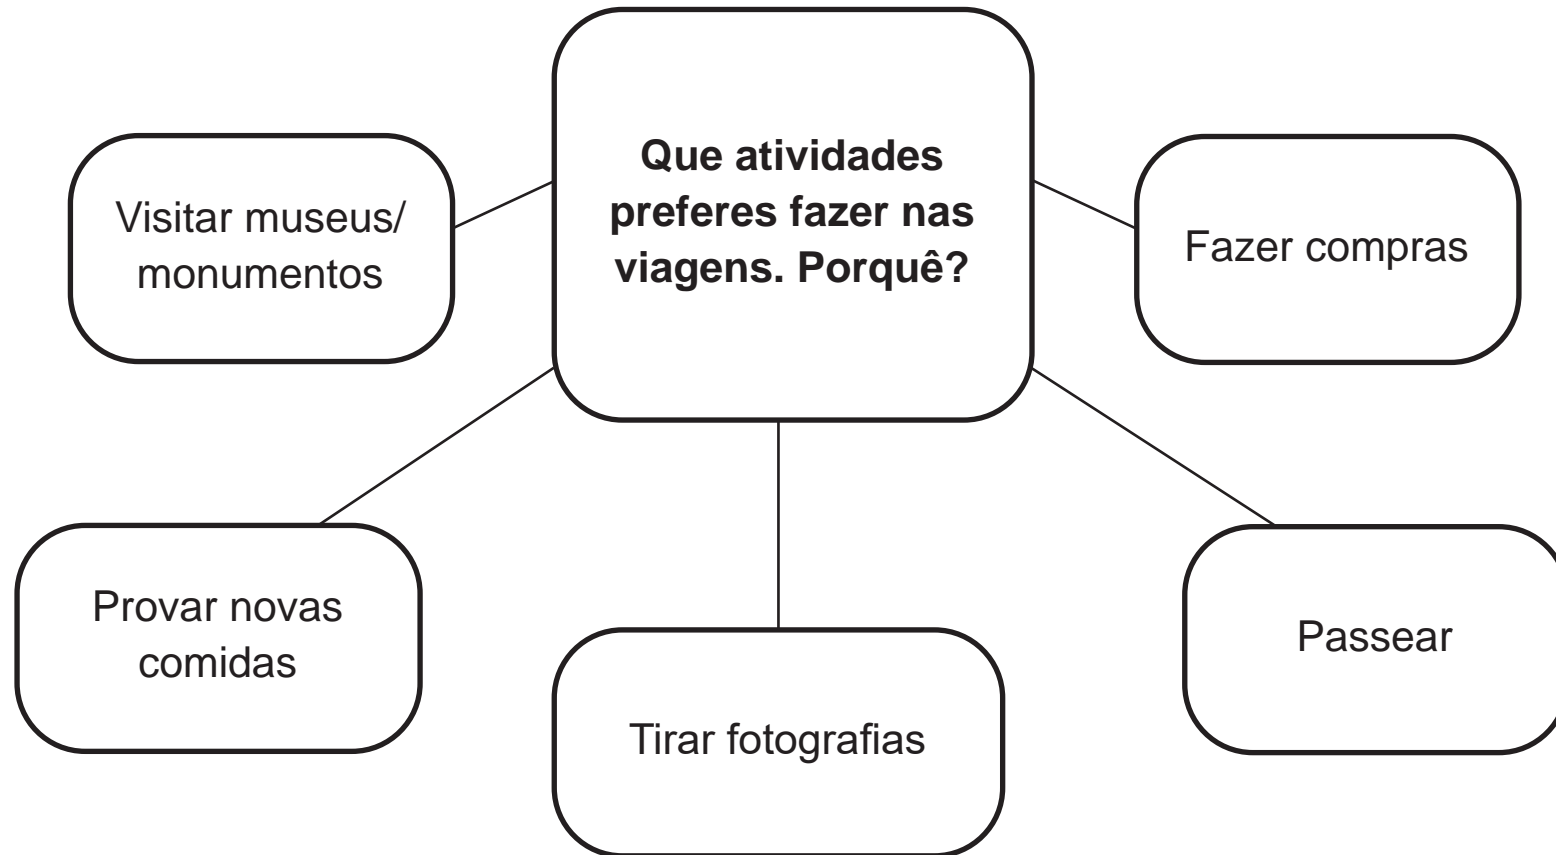 Que atividades
preferes fazer nas
viagens. Porquê?
Visitar museus/
monumentos
Fazer compras
Provar novas
comidas
Tirar fotografias
Passear